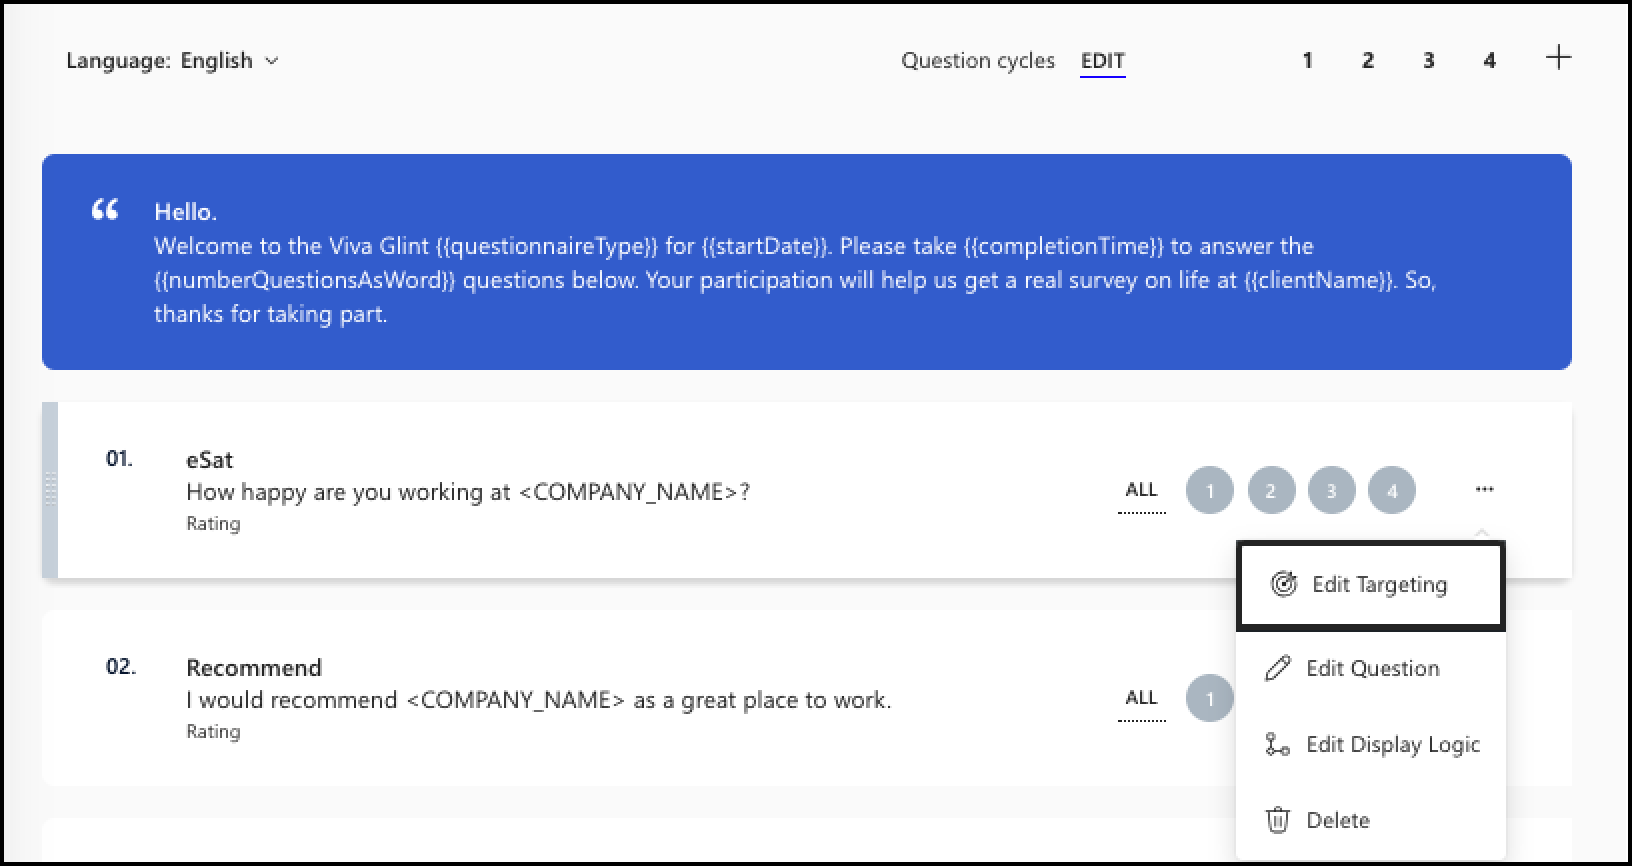 Language: English
Question cycles EDIT 1 2 3 4
“ Hello.
Welcome to the Viva Glint {{questionnaireType}} for {{startDate}}. Please take {{completionTime}} to answer the
{{numberQuestionsAsWord}} questions below. Your participation will help us get a real survey on life at {{clientName}}. So,
thanks for taking part.
01. eSat
How happy are you working at <COMPANY_NAME>?
Rating
ALL 1 2 3 4 ...
Edit Targeting
Edit Question
Edit Display Logic
Delete
02. Recommend
I would recommend <COMPANY_NAME> as a great place to work.
Rating
ALL 1